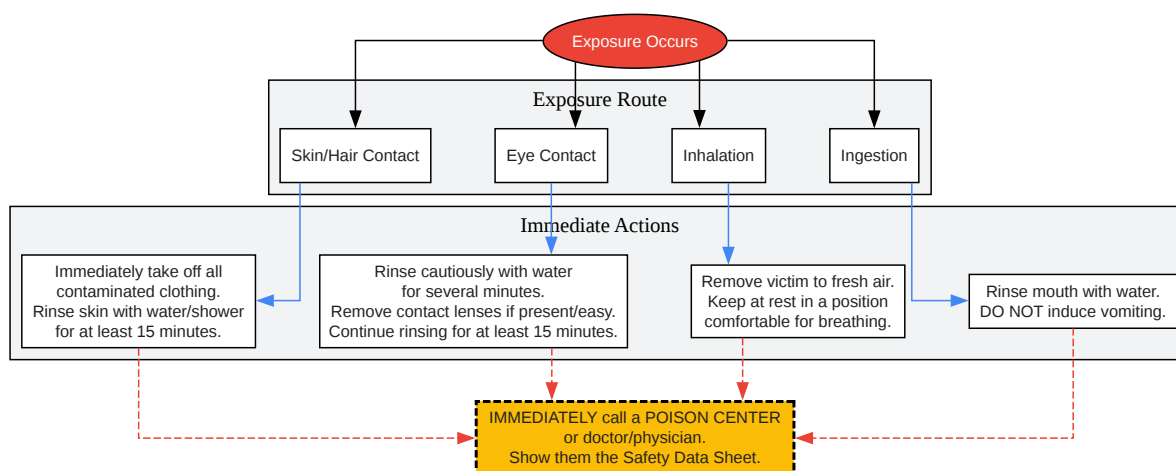 Exposure Occurs
Exposure Route
Skin/Hair Contact
Eye Contact
Inhalation
Ingestion
Immediate Actions
Immediately take off all
contaminated clothing.
Rinse skin with water/shower
for at least 15 minutes.
Rinse cautiously with water
for several minutes.
Remove contact lenses if present/easy.
Continue rinsing for at least 15 minutes.
Remove victim to fresh air.
Keep at rest in a position
comfortable for breathing.
Rinse mouth with water.
DO NOT induce vomiting.
IMMEDIATELY call a POISON CENTER
or doctor/physician.
Show them the Safety Data Sheet.